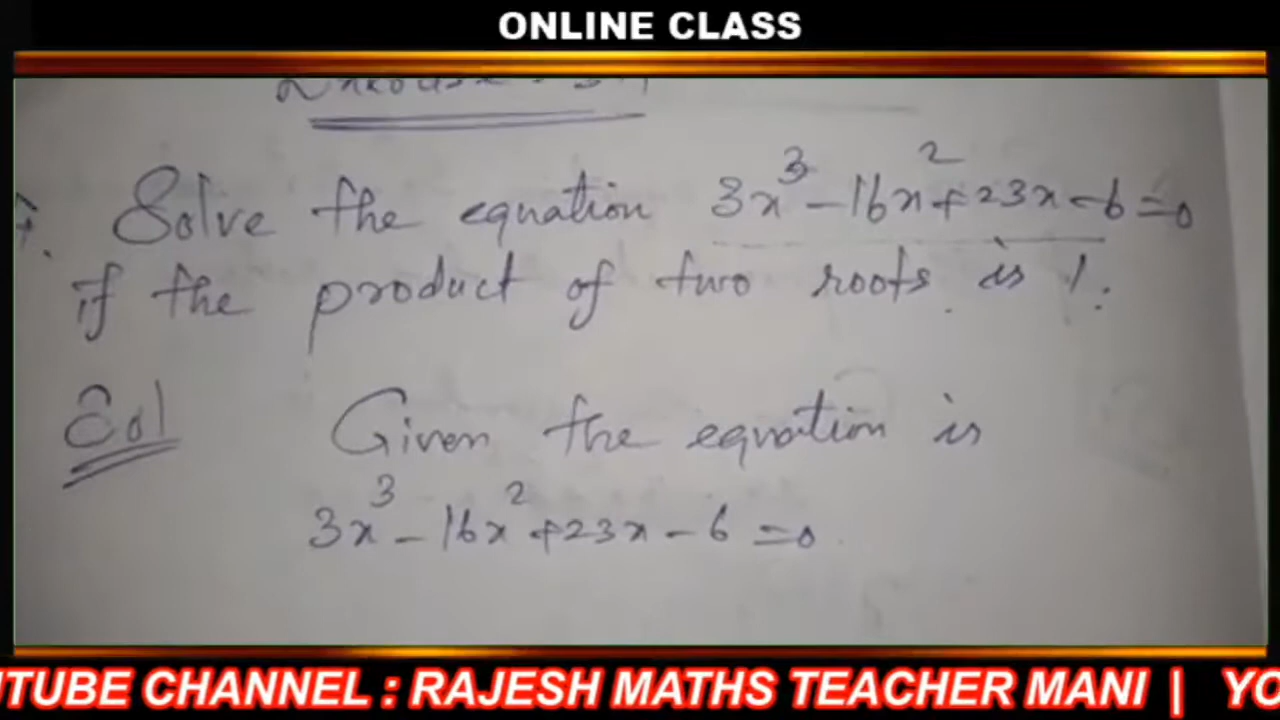 ONLINE CLASS
7. Solve the equation 3x³-16x²+23x-6=0
if the product of two roots is 1.
Sol Given the equation is
3x³-16x²+23x-6=0
UTUBE CHANNEL : RAJESH MATHS TEACHER MANI | YO